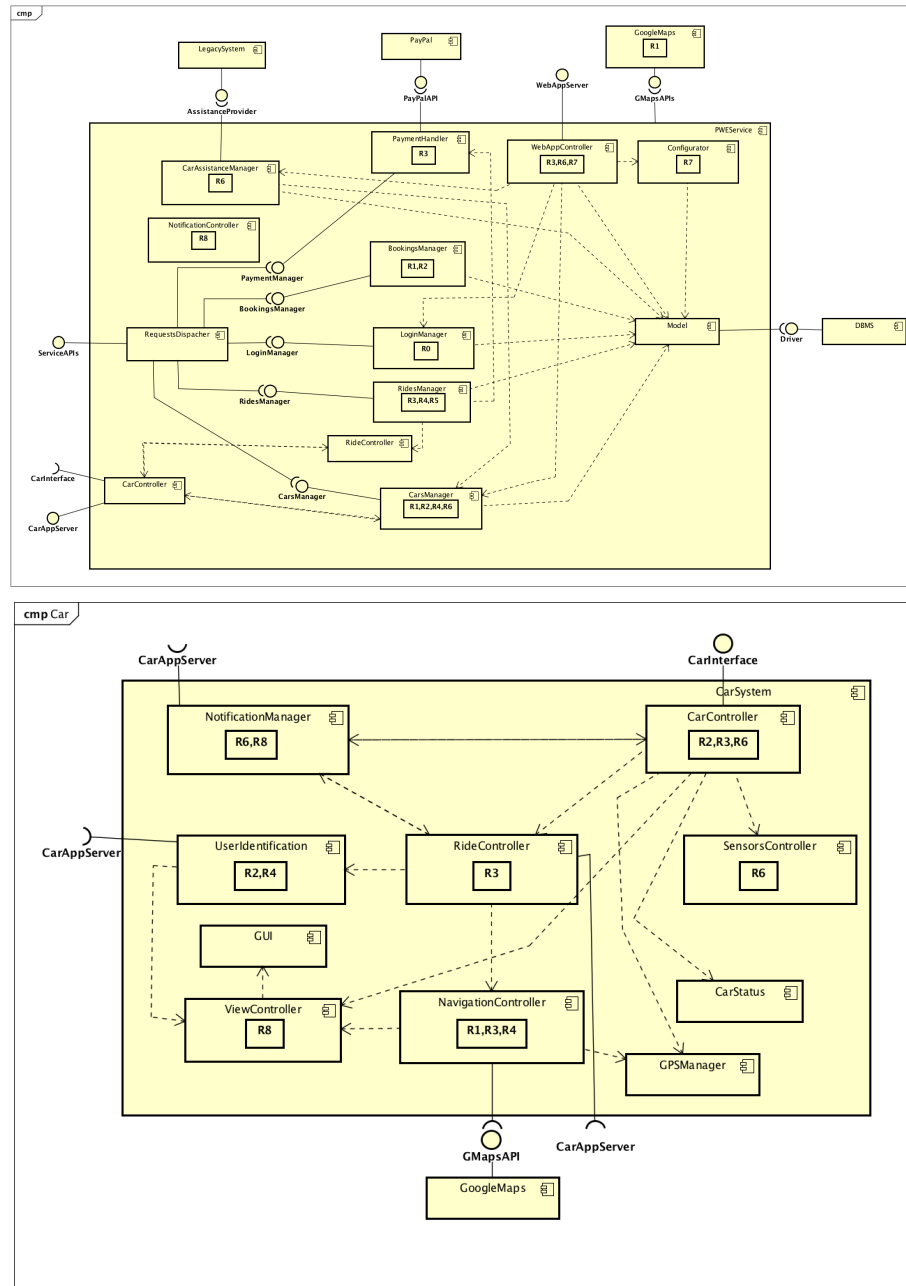 cmp
LegacySystem
PayPal
GoogleMaps
R1
AssistanceProvider
PayPalAPI
WebAppServer
GMapsAPIs
PWEService
PaymentHandler
R3
WebAppController
R3,R6,R7
Configurator
R7
CarAssistanceManager
R6
NotificationController
R8
PaymentManager
BookingsManager
R1,R2
BookingsManager
RequestsDispacher
ServiceAPIs
LoginManager
LoginManager
R0
Model
Driver
DBMS
RidesManager
RidesManager
R3,R4,R5
RideController
CarInterface
CarController
CarAppServer
CarsManager
CarsManager
R1,R2,R4,R6
cmp Car
CarAppServer
CarInterface
CarSystem
NotificationManager
R6,R8
CarController
R2,R3,R6
CarAppServer
UserIdentification
R2,R4
RideController
R3
SensorsController
R6
GUI
ViewController
R8
NavigationController
R1,R3,R4
CarStatus
GPSManager
GMapsAPI
CarAppServer
GoogleMaps